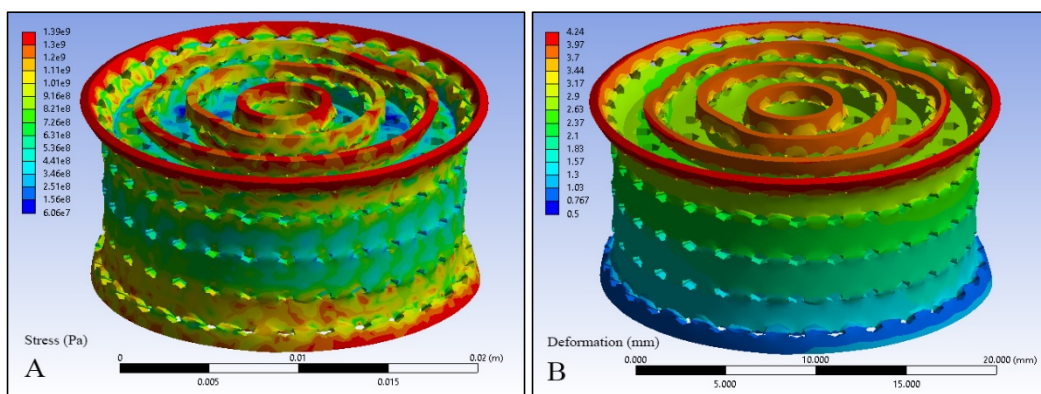 1.39e9
1.3e9
1.2e9
1.11e9
1.01e9
9.16e8
8.21e8
7.26e8
6.31e8
5.36e8
4.41e8
3.46e8
2.51e8
1.56e8
6.06e7
Stress (Pa)
0 0.01 0.02 (m)
0.005 0.015
A
4.24
3.97
3.7
3.44
3.17
2.9
2.63
2.37
2.1
1.83
1.57
1.3
1.03
0.767
0.5
Deformation (mm)
0.000 10.000 20.000 (mm)
5.000 15.000
B